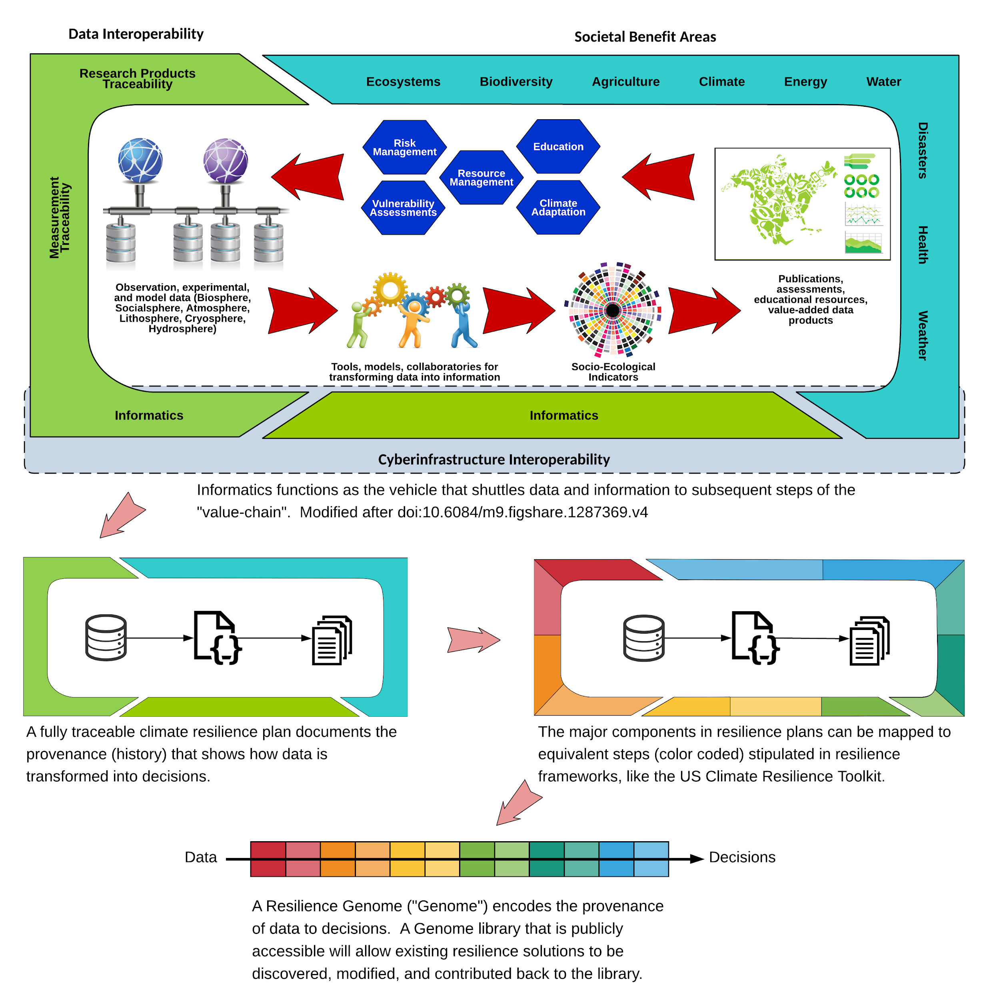 Data Interoperability
Societal Benefit Areas
Research Products
Traceability
Ecosystems
Biodiversity
Agriculture
Climate
Energy
Water
Disasters
Health
Weather
Measurement
Traceability
Risk
Management
Education
Resource
Management
Vulnerability
Assessments
Climate
Adaptation
Observation, experimental,
and model data (Biosphere,
Socialsphere, Atmosphere,
Lithosphere, Cryosphere,
Hydrosphere)
Tools, models, collaboratories for
transforming data into information
Socio-Ecological
Indicators
Publications,
assessments,
educational resources,
value-added data
products
Informatics
Informatics
Cyberinfrastructure Interoperability
Informatics functions as the vehicle that shuttles data and information to subsequent steps of the
"value-chain".  Modified after doi:10.6084/m9.figshare.1287369.v4
{}
{}
A fully traceable climate resilience plan documents the
provenance (history) that shows how data is
transformed into decisions.
The major components in resilience plans can be mapped to
equivalent steps (color coded) stipulated in resilience
frameworks, like the US Climate Resilience Toolkit.
Data
Decisions
A Resilience Genome ("Genome") encodes the provenance
of data to decisions.  A Genome library that is publicly
accessible will allow existing resilience solutions to be
discovered, modified, and contributed back to the library.